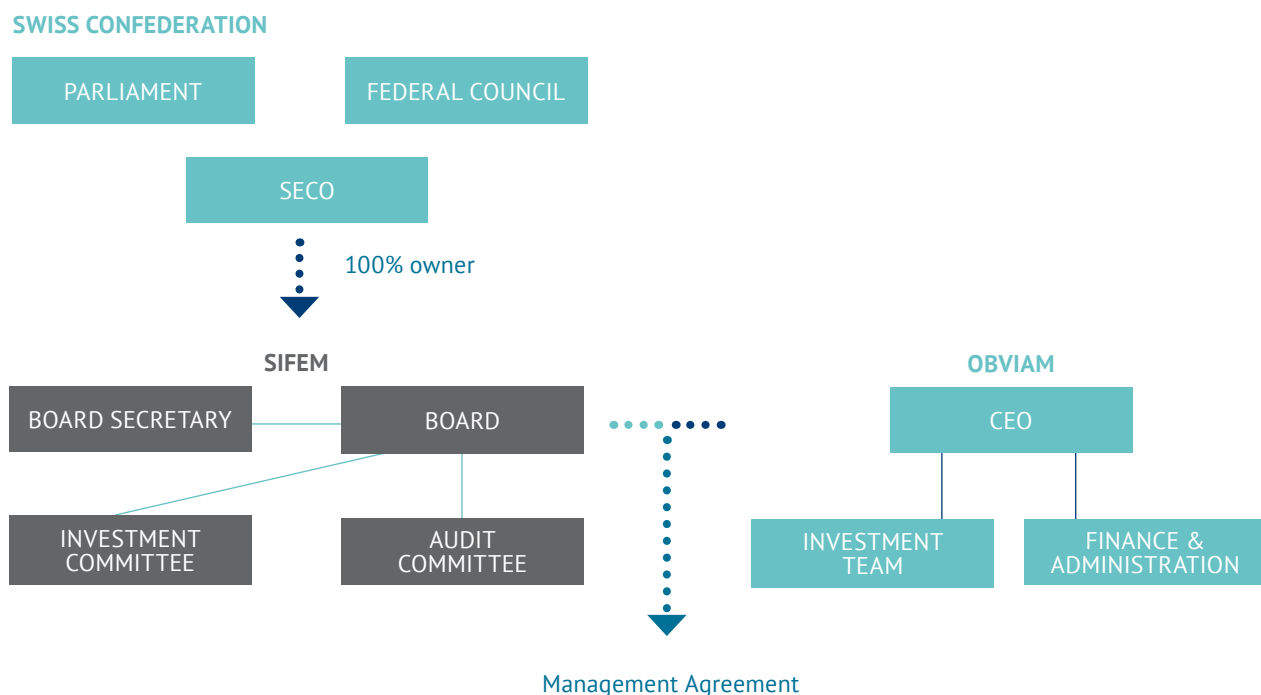 SWISS CONFEDERATION
PARLIAMENT
FEDERAL COUNCIL
SECO
100% owner
SIFEM
OBVIAM
BOARD SECRETARY
BOARD
CEO
INVESTMENT
COMMITTEE
AUDIT
COMMITTEE
INVESTMENT
TEAM
FINANCE &
ADMINISTRATION
Management Agreement